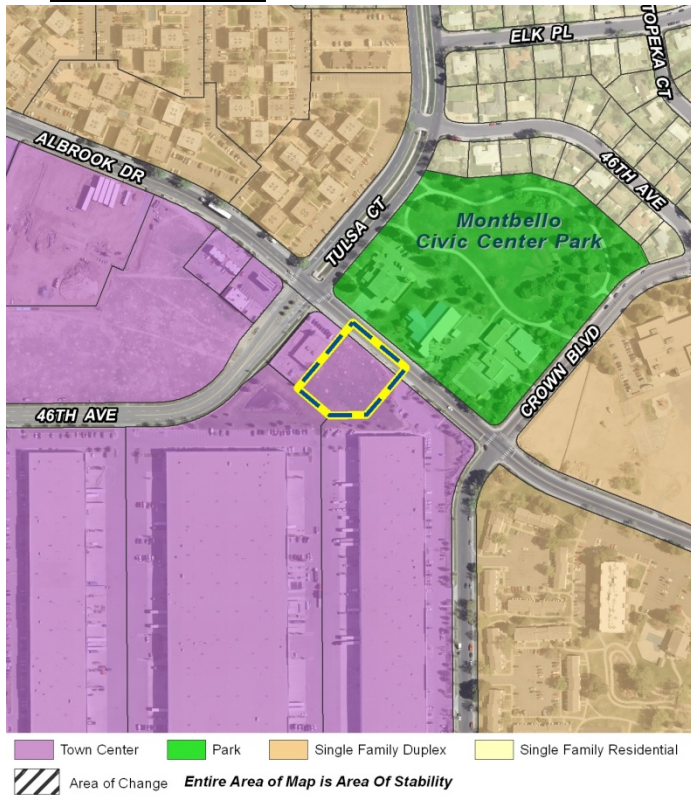 ELK PL
TOPEKA CT
ALBROOK DR
46TH AVE
TULSA CT
Montbello
Civic Center Park
CROWN BLVD
46TH AVE
Town Center
Park
Single Family Duplex
Single Family Residential
Area of Change
Entire Area of Map is Area Of Stability